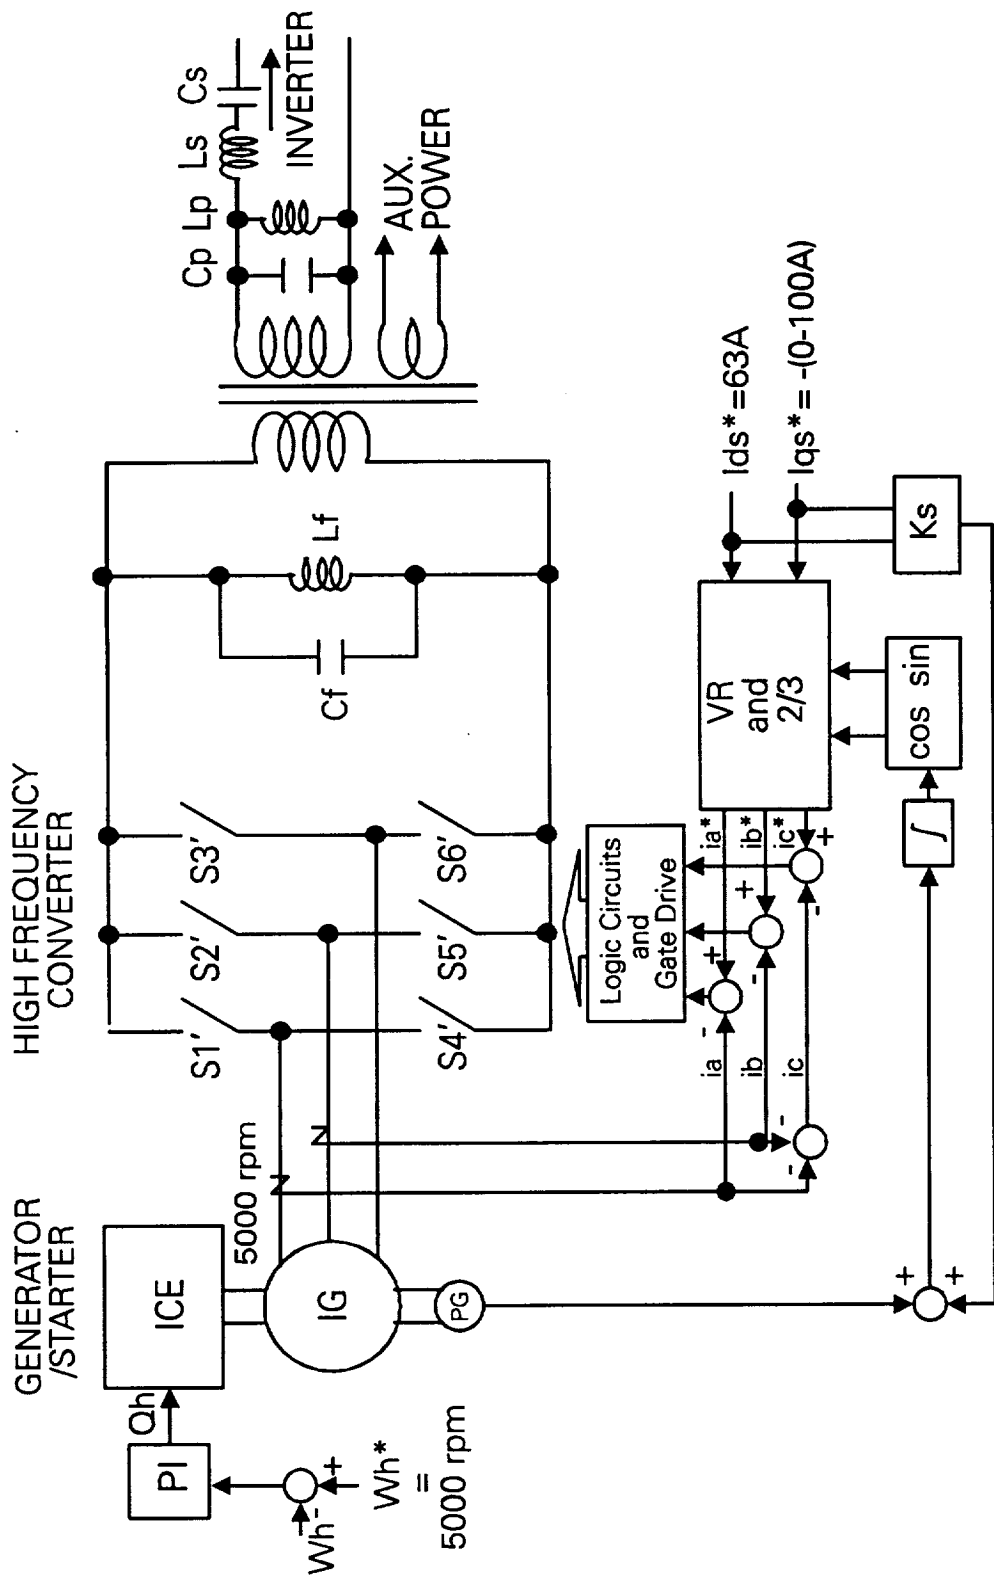 GENERATOR
/STARTER
HIGH FREQUENCY
CONVERTER
Qh
PI
ICE
Wh
-
+
Wh*
=
5000 rpm
5000 rpm
IG
PG
S1'
S2'
S3'
S4'
S5'
S6'
Cf
Lf
Cp
Lp
Ls
Cs
INVERTER
AUX.
POWER
Logic Circuits
and
Gate Drive
ia
ib
ic
-
-
-
-
-
+
+
+
ia*
ib*
ic*
VR
and
2/3
Ids*=63A
Iqs*= -(0-100A)
Ks
cos sin
∫
+
+